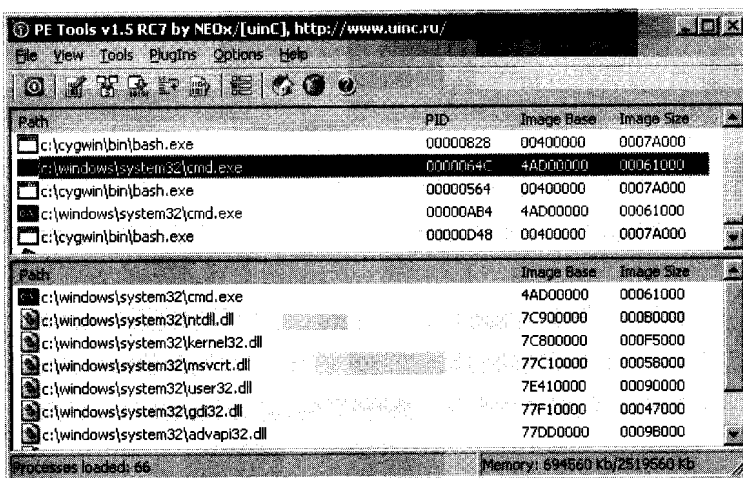 PE Tools v1.5 RC7 by NEOx/[uinC], http://www.uinc.ru/
File View Tools PlugIns Options Help
Path PID Image Base Image Size
c:\cygwin\bin\bash.exe 00000828 00400000 0007A000
c:\windows\system32\cmd.exe 0000064C 4AD00000 00061000
c:\cygwin\bin\bash.exe 00000564 00400000 0007A000
c:\windows\system32\cmd.exe 00000AB4 4AD00000 00061000
c:\cygwin\bin\bash.exe 00000D48 00400000 0007A000
Path Image Base Image Size
c:\windows\system32\cmd.exe 4AD00000 00061000
c:\windows\system32\ntdll.dll 7C900000 000B0000
c:\windows\system32\kernel32.dll 7C800000 000F5000
c:\windows\system32\msvcrt.dll 77C10000 00058000
c:\windows\system32\user32.dll 7E410000 00090000
c:\windows\system32\gdi32.dll 77F10000 00047000
c:\windows\system32\advapi32.dll 77DD0000 0009B000
Processes loaded: 66 Memory: 694560 Kb/2519560 Kb